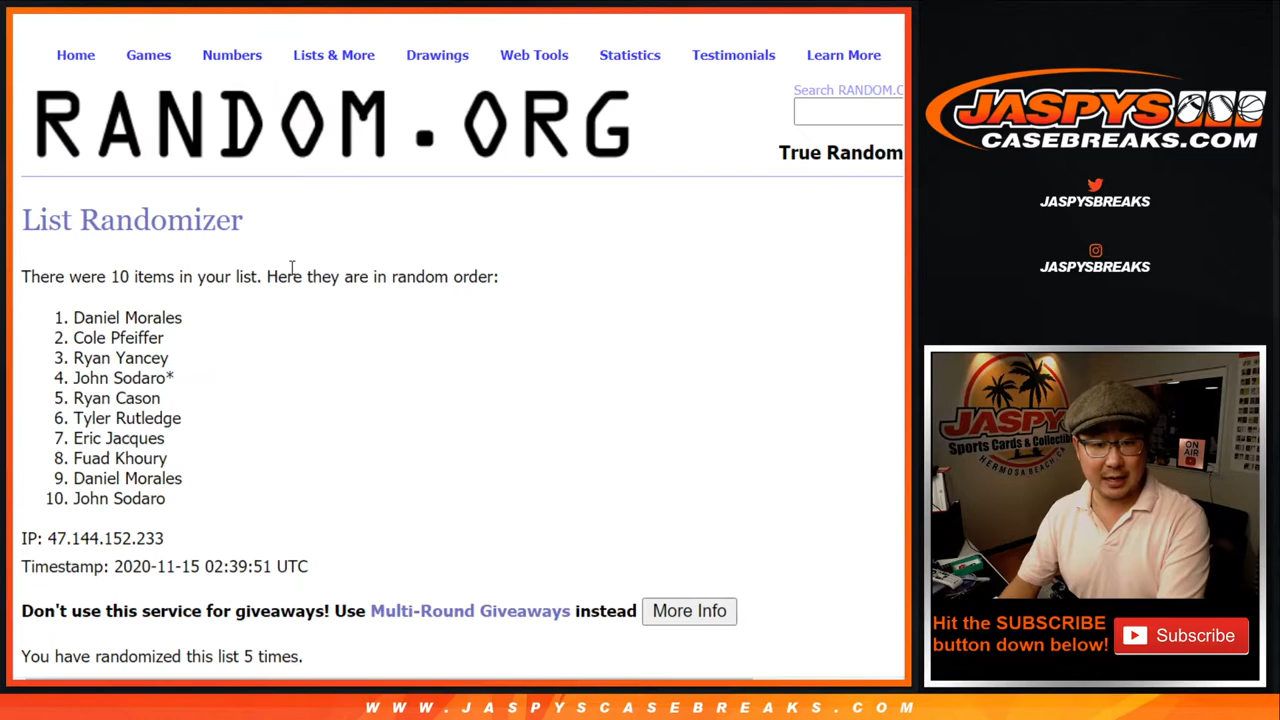 Home Games Numbers Lists & More Drawings Web Tools Statistics Testimonials Learn More
RANDOM.ORG
Search RANDOM.C
True Random
List Randomizer
There were 10 items in your list. Here they are in random order:
1. Daniel Morales
2. Cole Pfeiffer
3. Ryan Yancey
4. John Sodaro*
5. Ryan Cason
6. Tyler Rutledge
7. Eric Jacques
8. Fuad Khoury
9. Daniel Morales
10. John Sodaro
IP: 47.144.152.233
Timestamp: 2020-11-15 02:39:51 UTC
Don't use this service for giveaways! Use Multi-Round Giveaways instead More Info
You have randomized this list 5 times.
JASPYS
CASEBREAKS.COM
JASPYSBREAKS
JASPYSBREAKS
JASPYS
Sports Cards & Collectibles
HERMOSA BEACH, CA
ON
AIR
Hit the SUBSCRIBE
button down below!
Subscribe
WWW.JASPYSCASEBREAKS.COM